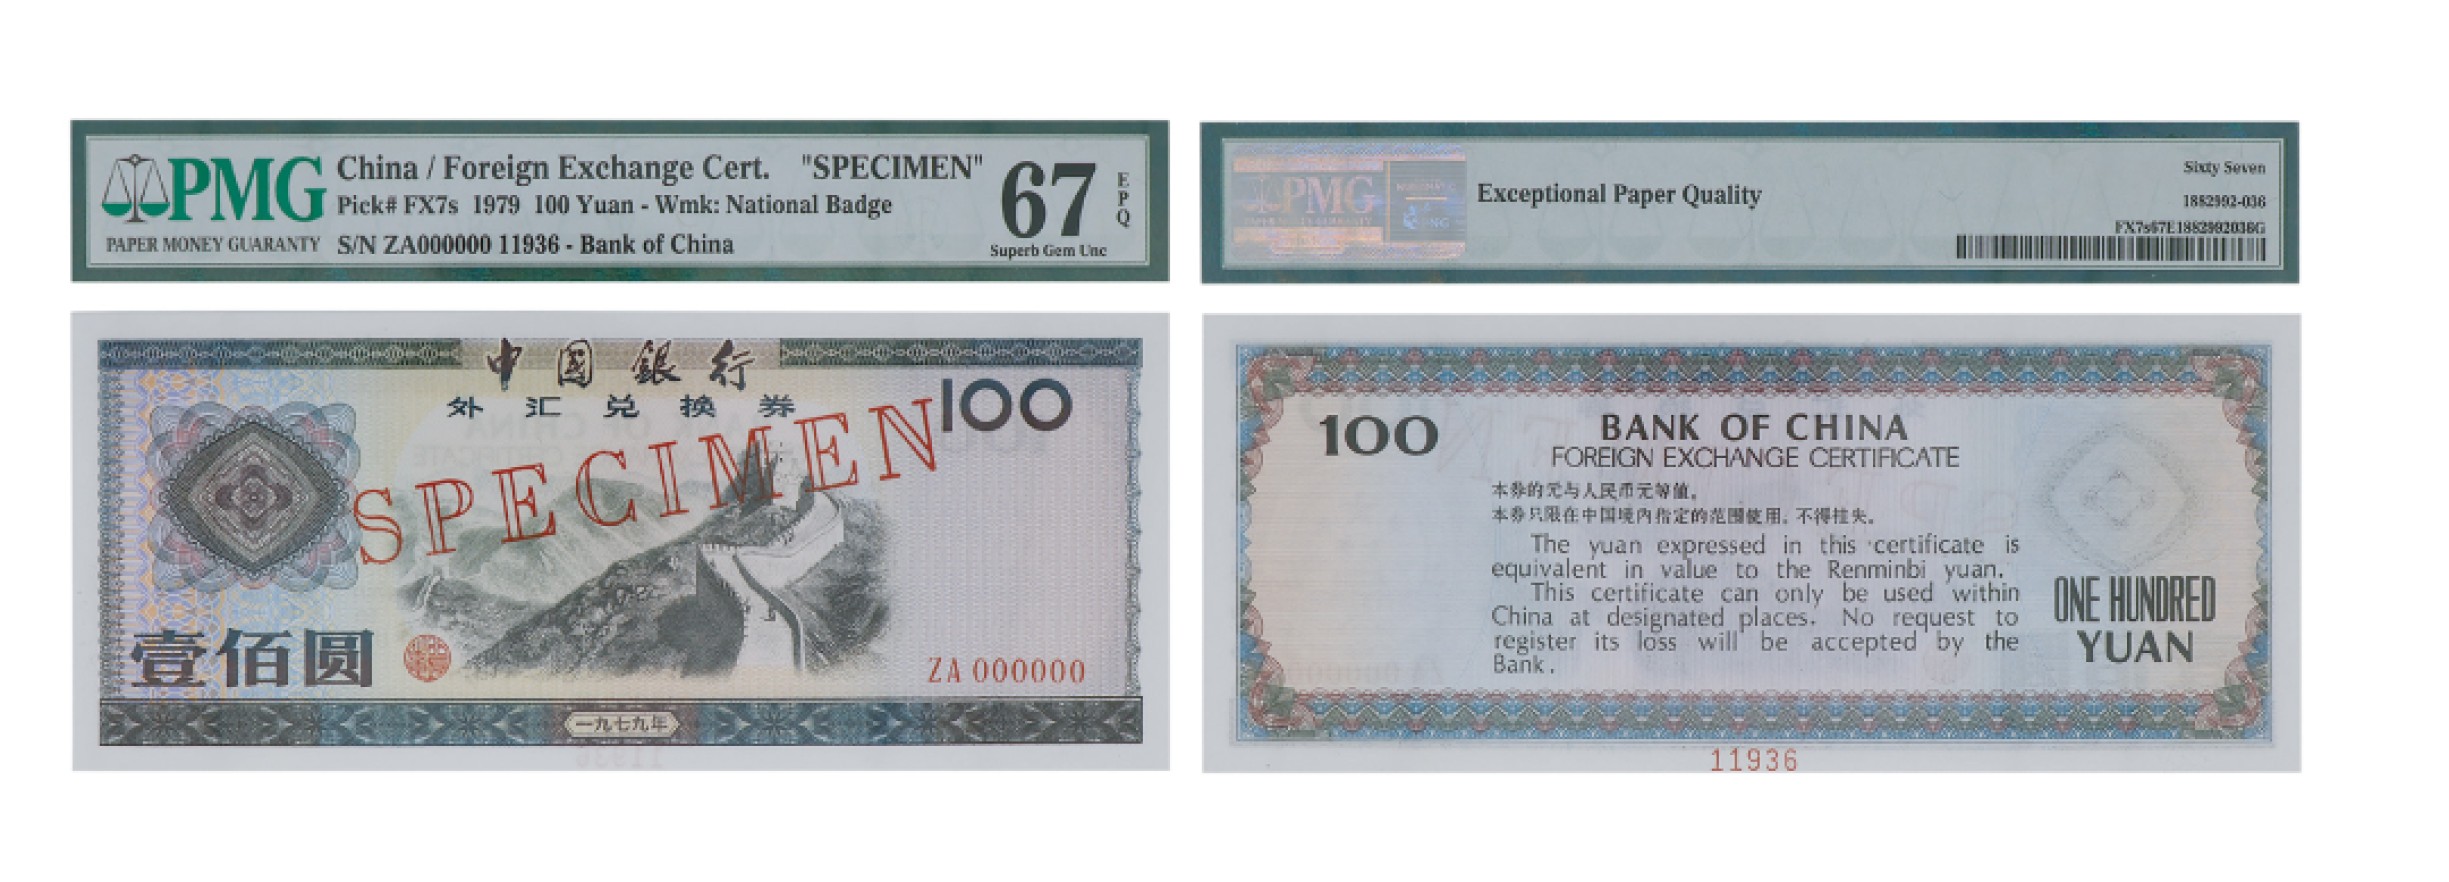 PMG
PAPER MONEY GUARANTY
China / Foreign Exchange Cert. "SPECIMEN"
Pick# FX7s 1979 100 Yuan - Wmk: National Badge
S/N ZA000000 11936 - Bank of China
67
EPQ
Superb Gem Unc
PMG
Exceptional Paper Quality
Sixty Seven
1882992-036
FX7s67E1882992036G
中國銀行
外汇兑换券
100
SPECIMEN
壹佰圆
ZA 000000
一九七九年
100
BANK OF CHINA
FOREIGN EXCHANGE CERTIFICATE
本券的元与人民币元等值。
本券只限在中国境内指定的范围使用，不得挂失。
The yuan expressed in this certificate is
equivalent in value to the Renminbi yuan.
This certificate can only be used within
China at designated places. No request to
register its loss will be accepted by the
Bank.
ONE HUNDRED
YUAN
11936